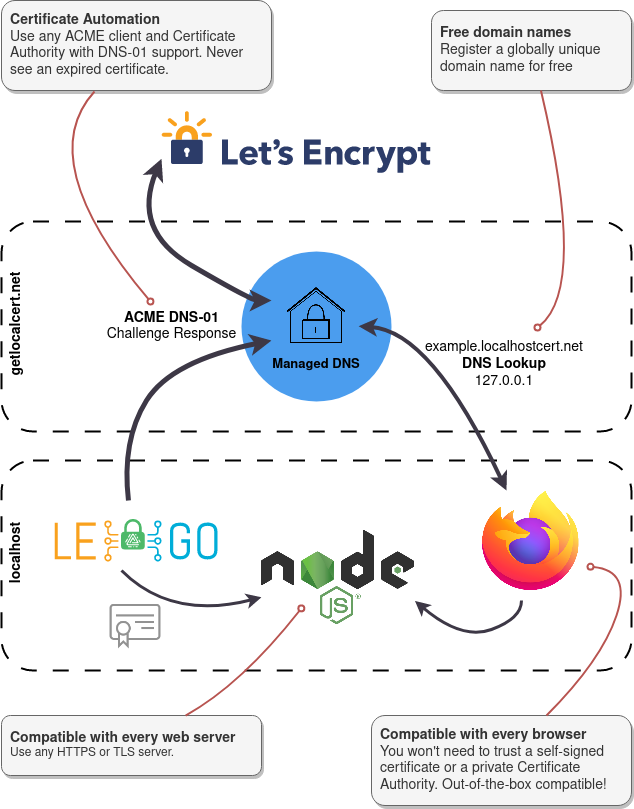 Certificate Automation
Use any ACME client and Certificate
Authority with DNS-01 support. Never
see an expired certificate.
Free domain names
Register a globally unique
domain name for free
Let's Encrypt
getlocalcert.net
ACME DNS-01
Challenge Response
Managed DNS
example.localhostcert.net
DNS Lookup
127.0.0.1
localhost
LE GO
node
JS
®
Compatible with every web server
Use any HTTPS or TLS server.
Compatible with every browser
You won't need to trust a self-signed
certificate or a private Certificate
Authority. Out-of-the-box compatible!